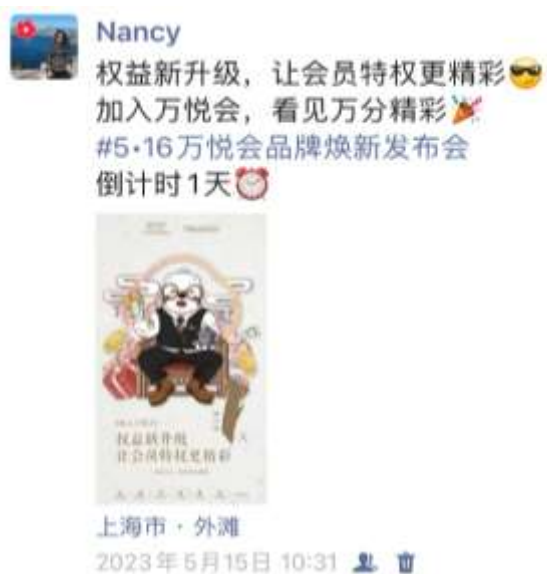 Nancy
权益新升级，让会员特权更精彩😎
加入万悦会，看见万分精彩🎉
#5•16万悦会品牌焕新发布会
倒计时1天⏰
权益新升级
让会员特权更精彩
上海市 · 外滩
2023年5月15日 10:31